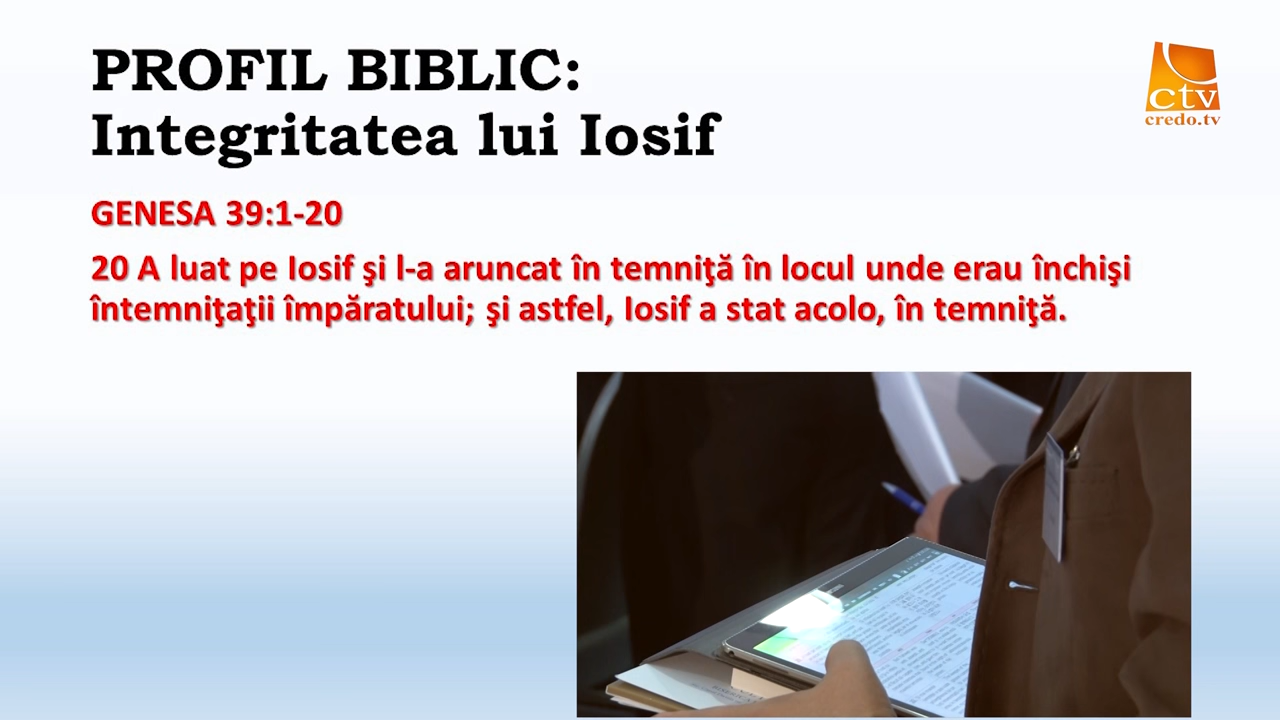 PROFIL BIBLIC:
Integritatea lui Iosif
ctv
credo.tv
GENESA 39:1-20
20 A luat pe Iosif şi l-a aruncat în temniţă în locul unde erau închişi
întemniţaţii împăratului; şi astfel, Iosif a stat acolo, în temniţă.